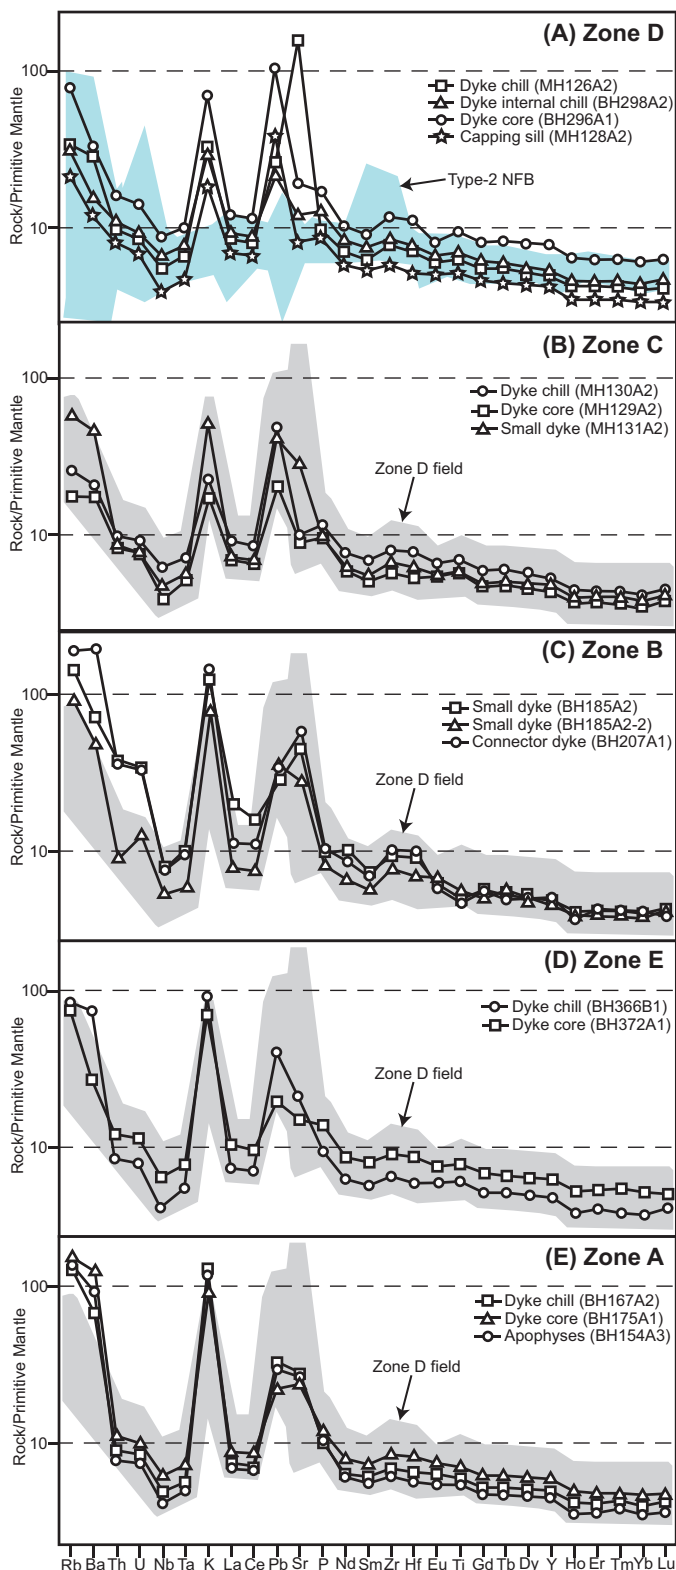 (A) Zone D
100
Dyke chill (MH126A2)
Dyke internal chill (BH298A2)
Dyke core (BH296A1)
Capping sill (MH128A2)
Type-2 NFB
10
Rock/Primitive Mantle
(B) Zone C
100
Dyke chill (MH130A2)
Dyke core (MH129A2)
Small dyke (MH131A2)
Zone D field
10
Rock/Primitive Mantle
(C) Zone B
100
Small dyke (BH185A2)
Small dyke (BH185A2-2)
Connector dyke (BH207A1)
Zone D field
10
Rock/Primitive Mantle
(D) Zone E
100
Dyke chill (BH366B1)
Dyke core (BH372A1)
Zone D field
10
Rock/Primitive Mantle
(E) Zone A
100
Dyke chill (BH167A2)
Dyke core (BH175A1)
Apophyses (BH154A3)
Zone D field
10
Rock/Primitive Mantle
Rb Ba Th U Nb Ta K La Ce Pb Sr P Nd Sm Zr Hf Eu Ti Gd Tb Dy Y Ho Er Tm Yb Lu